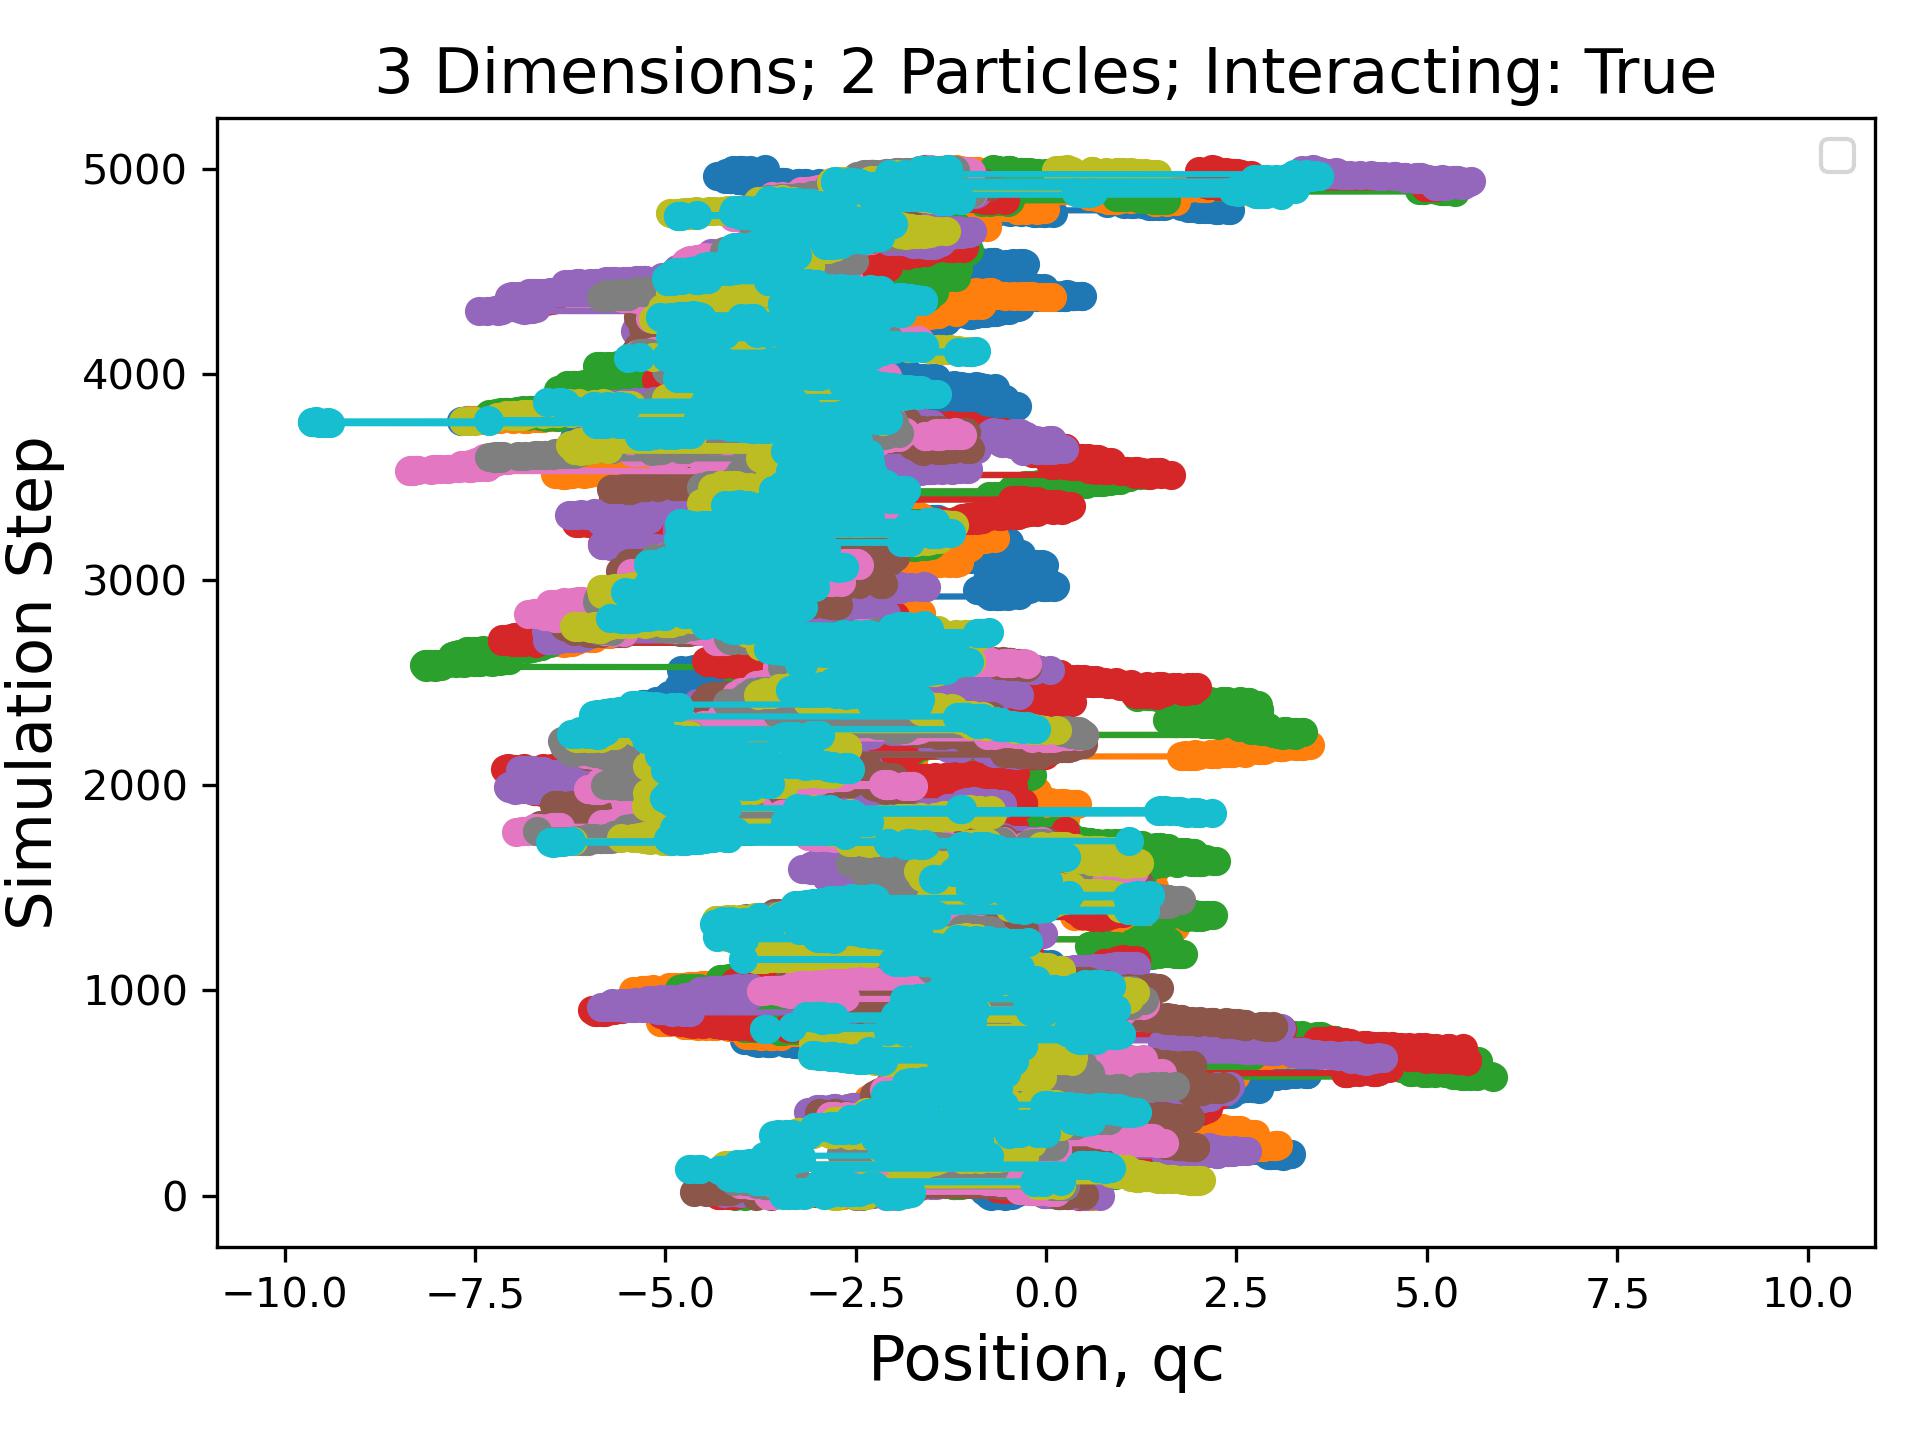 3 Dimensions; 2 Particles; Interacting: True
Simulation Step
5000
4000
3000
2000
1000
0
−10.0 −7.5 −5.0 −2.5 0.0 2.5 5.0 7.5 10.0
Position, qc